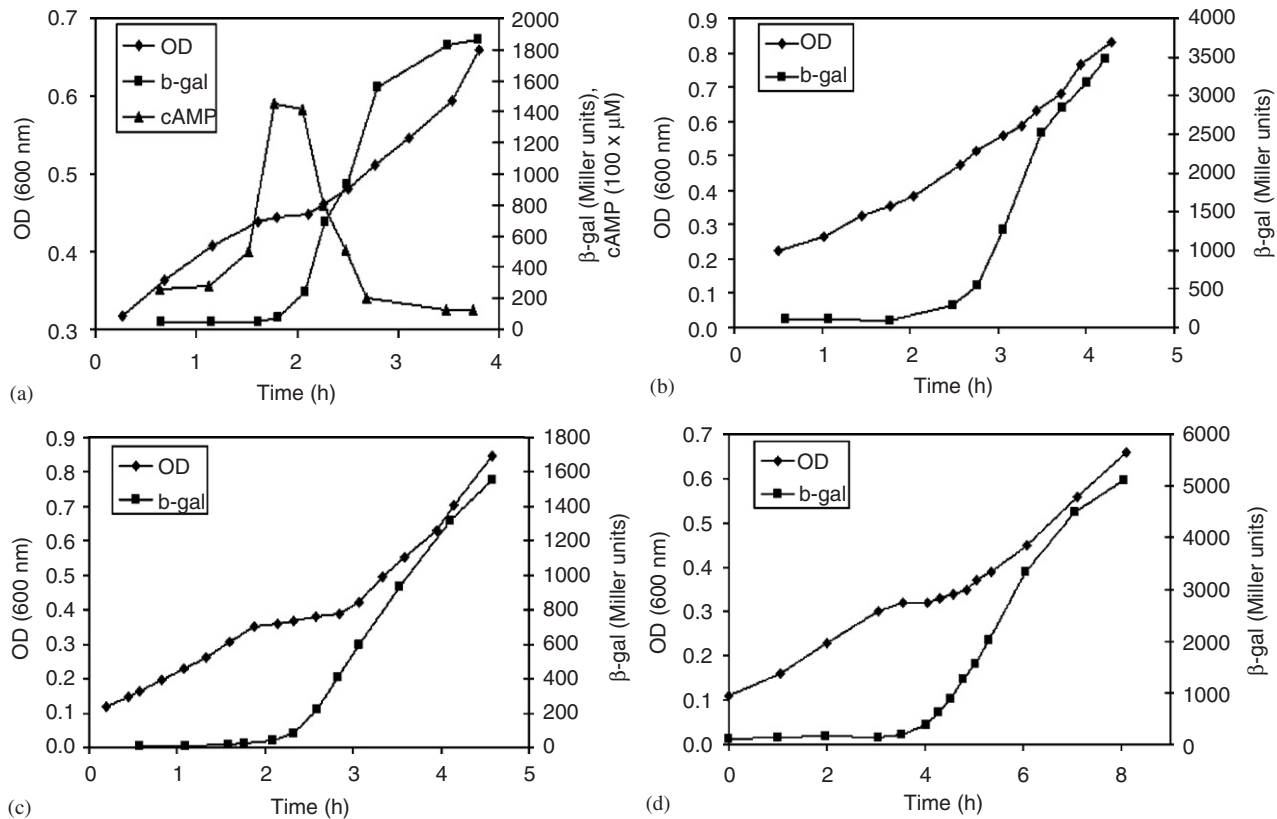 0.7
0.6
0.5
0.4
0.3
OD (600 nm)
OD
b-gal
cAMP
2000
1800
1600
1400
1200
1000
800
600
400
200
0
β-gal (Miller units),
cAMP (100 x μM)
0 1 2 3 4
Time (h)
(a)
0.9
0.8
0.7
0.6
0.5
0.4
0.3
0.2
0.1
0.0
OD (600 nm)
OD
b-gal
4000
3500
3000
2500
2000
1500
1000
500
0
β-gal (Miller units)
0 1 2 3 4 5
Time (h)
(b)
0.9
0.8
0.7
0.6
0.5
0.4
0.3
0.2
0.1
0.0
OD (600 nm)
OD
b-gal
1800
1600
1400
1200
1000
800
600
400
200
0
β-gal (Miller units)
0 1 2 3 4 5
Time (h)
(c)
0.7
0.6
0.5
0.4
0.3
0.2
0.1
0.0
OD (600 nm)
OD
b-gal
6000
5000
4000
3000
2000
1000
0
β-gal (Miller units)
0 2 4 6 8
Time (h)
(d)